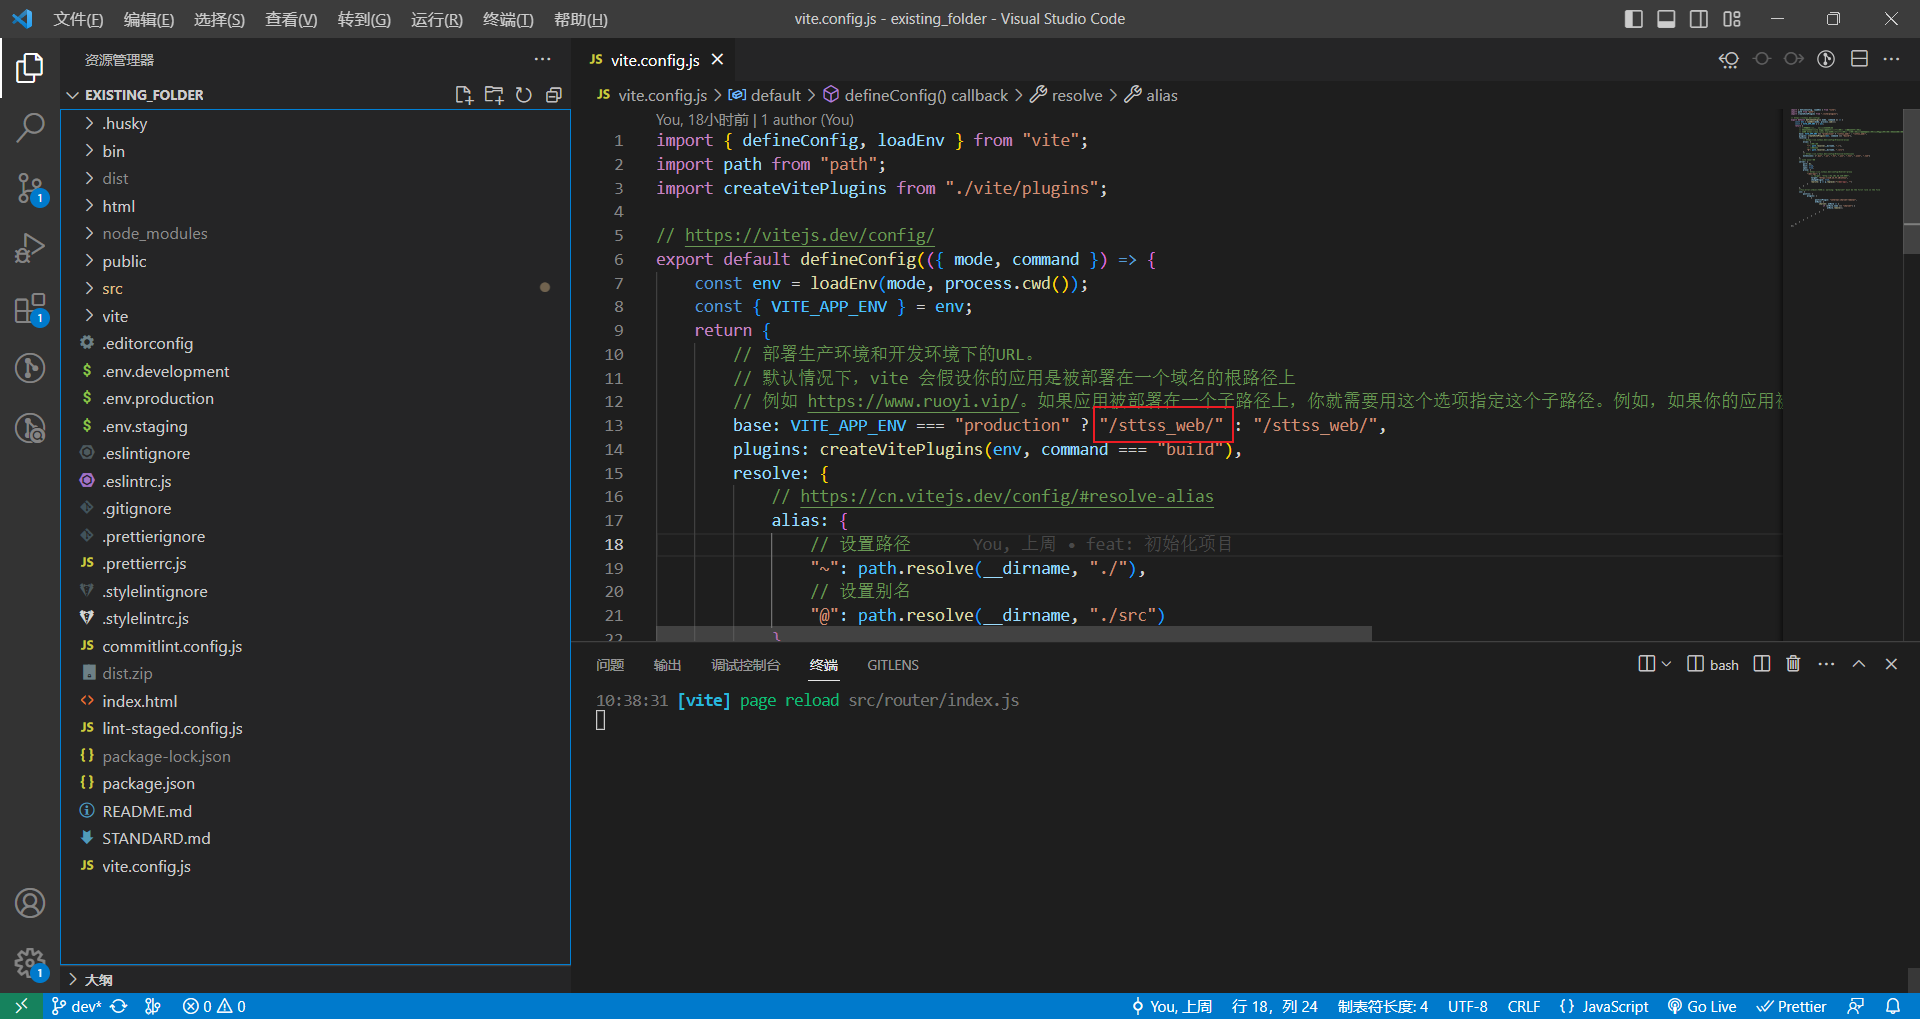 文件(F) 编辑(E) 选择(S) 查看(V) 转到(G) 运行(R) 终端(T) 帮助(H) vite.config.js - existing_folder - Visual Studio Code
资源管理器
EXISTING_FOLDER
.husky
bin
dist
html
node_modules
public
src
vite
.editorconfig
.env.development
.env.production
.env.staging
.eslintignore
.eslintrc.js
.gitignore
.prettierignore
JS .prettierrc.js
.stylelintignore
.stylelintrc.js
JS commitlint.config.js
dist.zip
index.html
JS lint-staged.config.js
package-lock.json
package.json
README.md
STANDARD.md
JS vite.config.js
大纲
1
1
1
JS vite.config.js
JS vite.config.js > default > defineConfig() callback > resolve > alias
You, 18小时前 | 1 author (You)
1 import { defineConfig, loadEnv } from "vite";
2 import path from "path";
3 import createVitePlugins from "./vite/plugins";
4
5 // https://vitejs.dev/config/
6 export default defineConfig(({ mode, command }) => {
7 const env = loadEnv(mode, process.cwd());
8 const { VITE_APP_ENV } = env;
9 return {
10 // 部署生产环境和开发环境下的URL。
11 // 默认情况下，vite 会假设你的应用是被部署在一个域名的根路径上
12 // 例如 https://www.ruoyi.vip/。如果应用被部署在一个子路径上，你就需要用这个选项指定这个子路径。例如，如果你的应用被
13 base: VITE_APP_ENV === "production" ? "/sttss_web/" : "/sttss_web/",
14 plugins: createVitePlugins(env, command === "build"),
15 resolve: {
16 // https://cn.vitejs.dev/config/#resolve-alias
17 alias: {
18 // 设置路径 You, 上周 • feat: 初始化项目
19 "~": path.resolve(__dirname, "./"),
20 // 设置别名
21 "@": path.resolve(__dirname, "./src")
22 }
问题 输出 调试控制台 终端 GITLENS bash
10:38:31 [vite] page reload src/router/index.js
dev* 0 0 You, 上周 行 18，列 24 制表符长度: 4 UTF-8 CRLF {} JavaScript Go Live Prettier